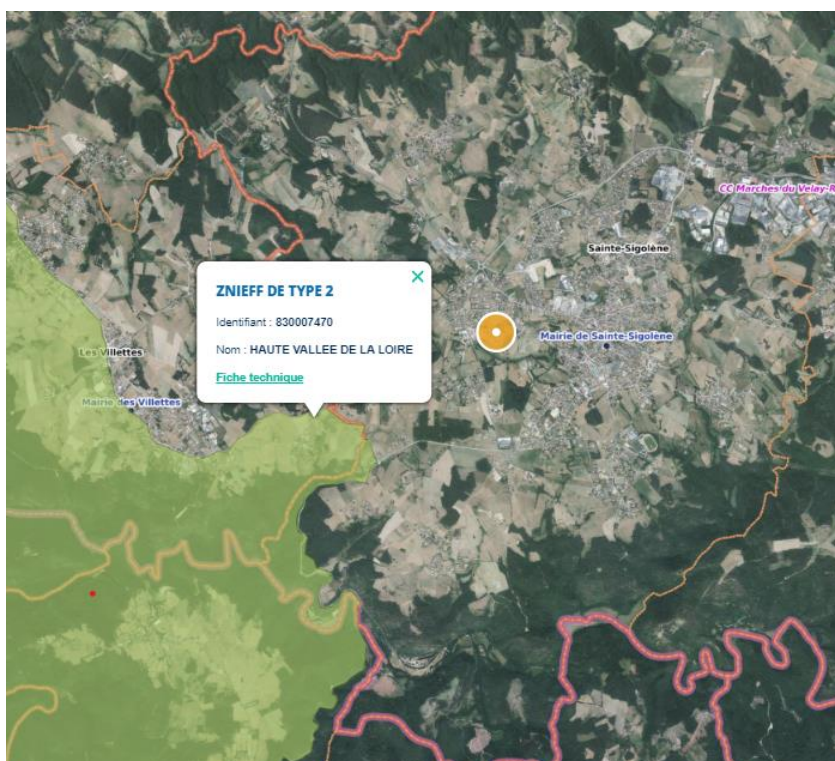 CC Marches du Velay-R
Sainte-Sigolène
ZNIEFF DE TYPE 2
Identifiant : 830007470
Nom : HAUTE VALLEE DE LA LOIRE
Fiche technique
Mairie de Sainte-Sigolène
Les Villettes
Mairie des Villettes